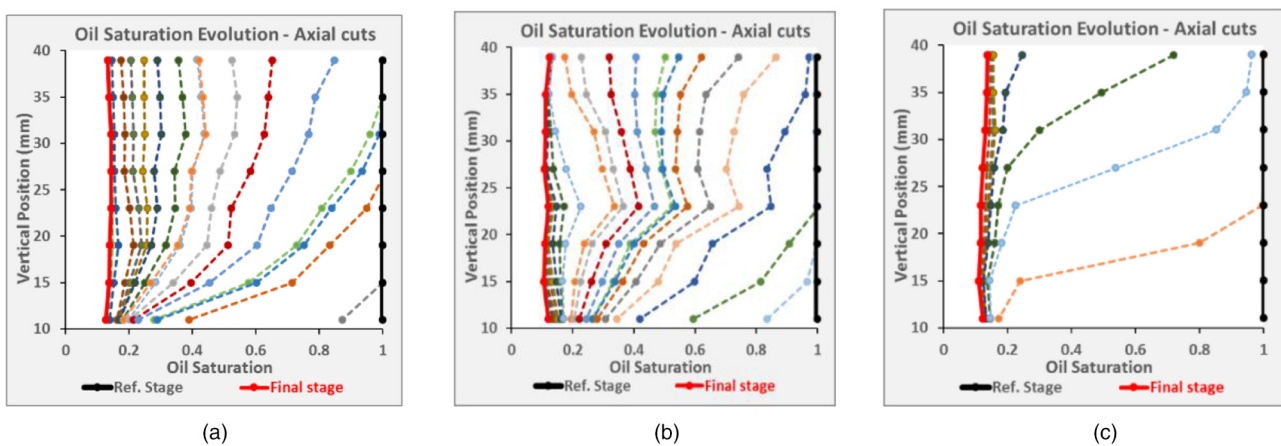 Oil Saturation Evolution - Axial cuts
40
35
30
25
20
15
10
Vertical Position (mm)
0 0.2 0.4 0.6 0.8 1
Oil Saturation
Ref. Stage Final stage
(a)
Oil Saturation Evolution - Axial cuts
40
35
30
25
20
15
10
Vertical Position (mm)
0 0.2 0.4 0.6 0.8 1
Oil Saturation
Ref. Stage Final stage
(b)
Oil Saturation Evolution - Axial cuts
40
35
30
25
20
15
10
Vertical Position (mm)
0 0.2 0.4 0.6 0.8 1
Oil Saturation
Ref. Stage Final stage
(c)